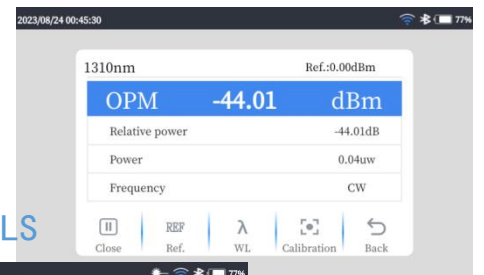 2023/08/24 00:45:30 77%
1310nm Ref.:0.00dBm
OPM -44.01 dBm
Relative power -44.01dB
Power 0.04uw
Frequency CW
REF λ
Close Ref. WL Calibration Back
LS
77%